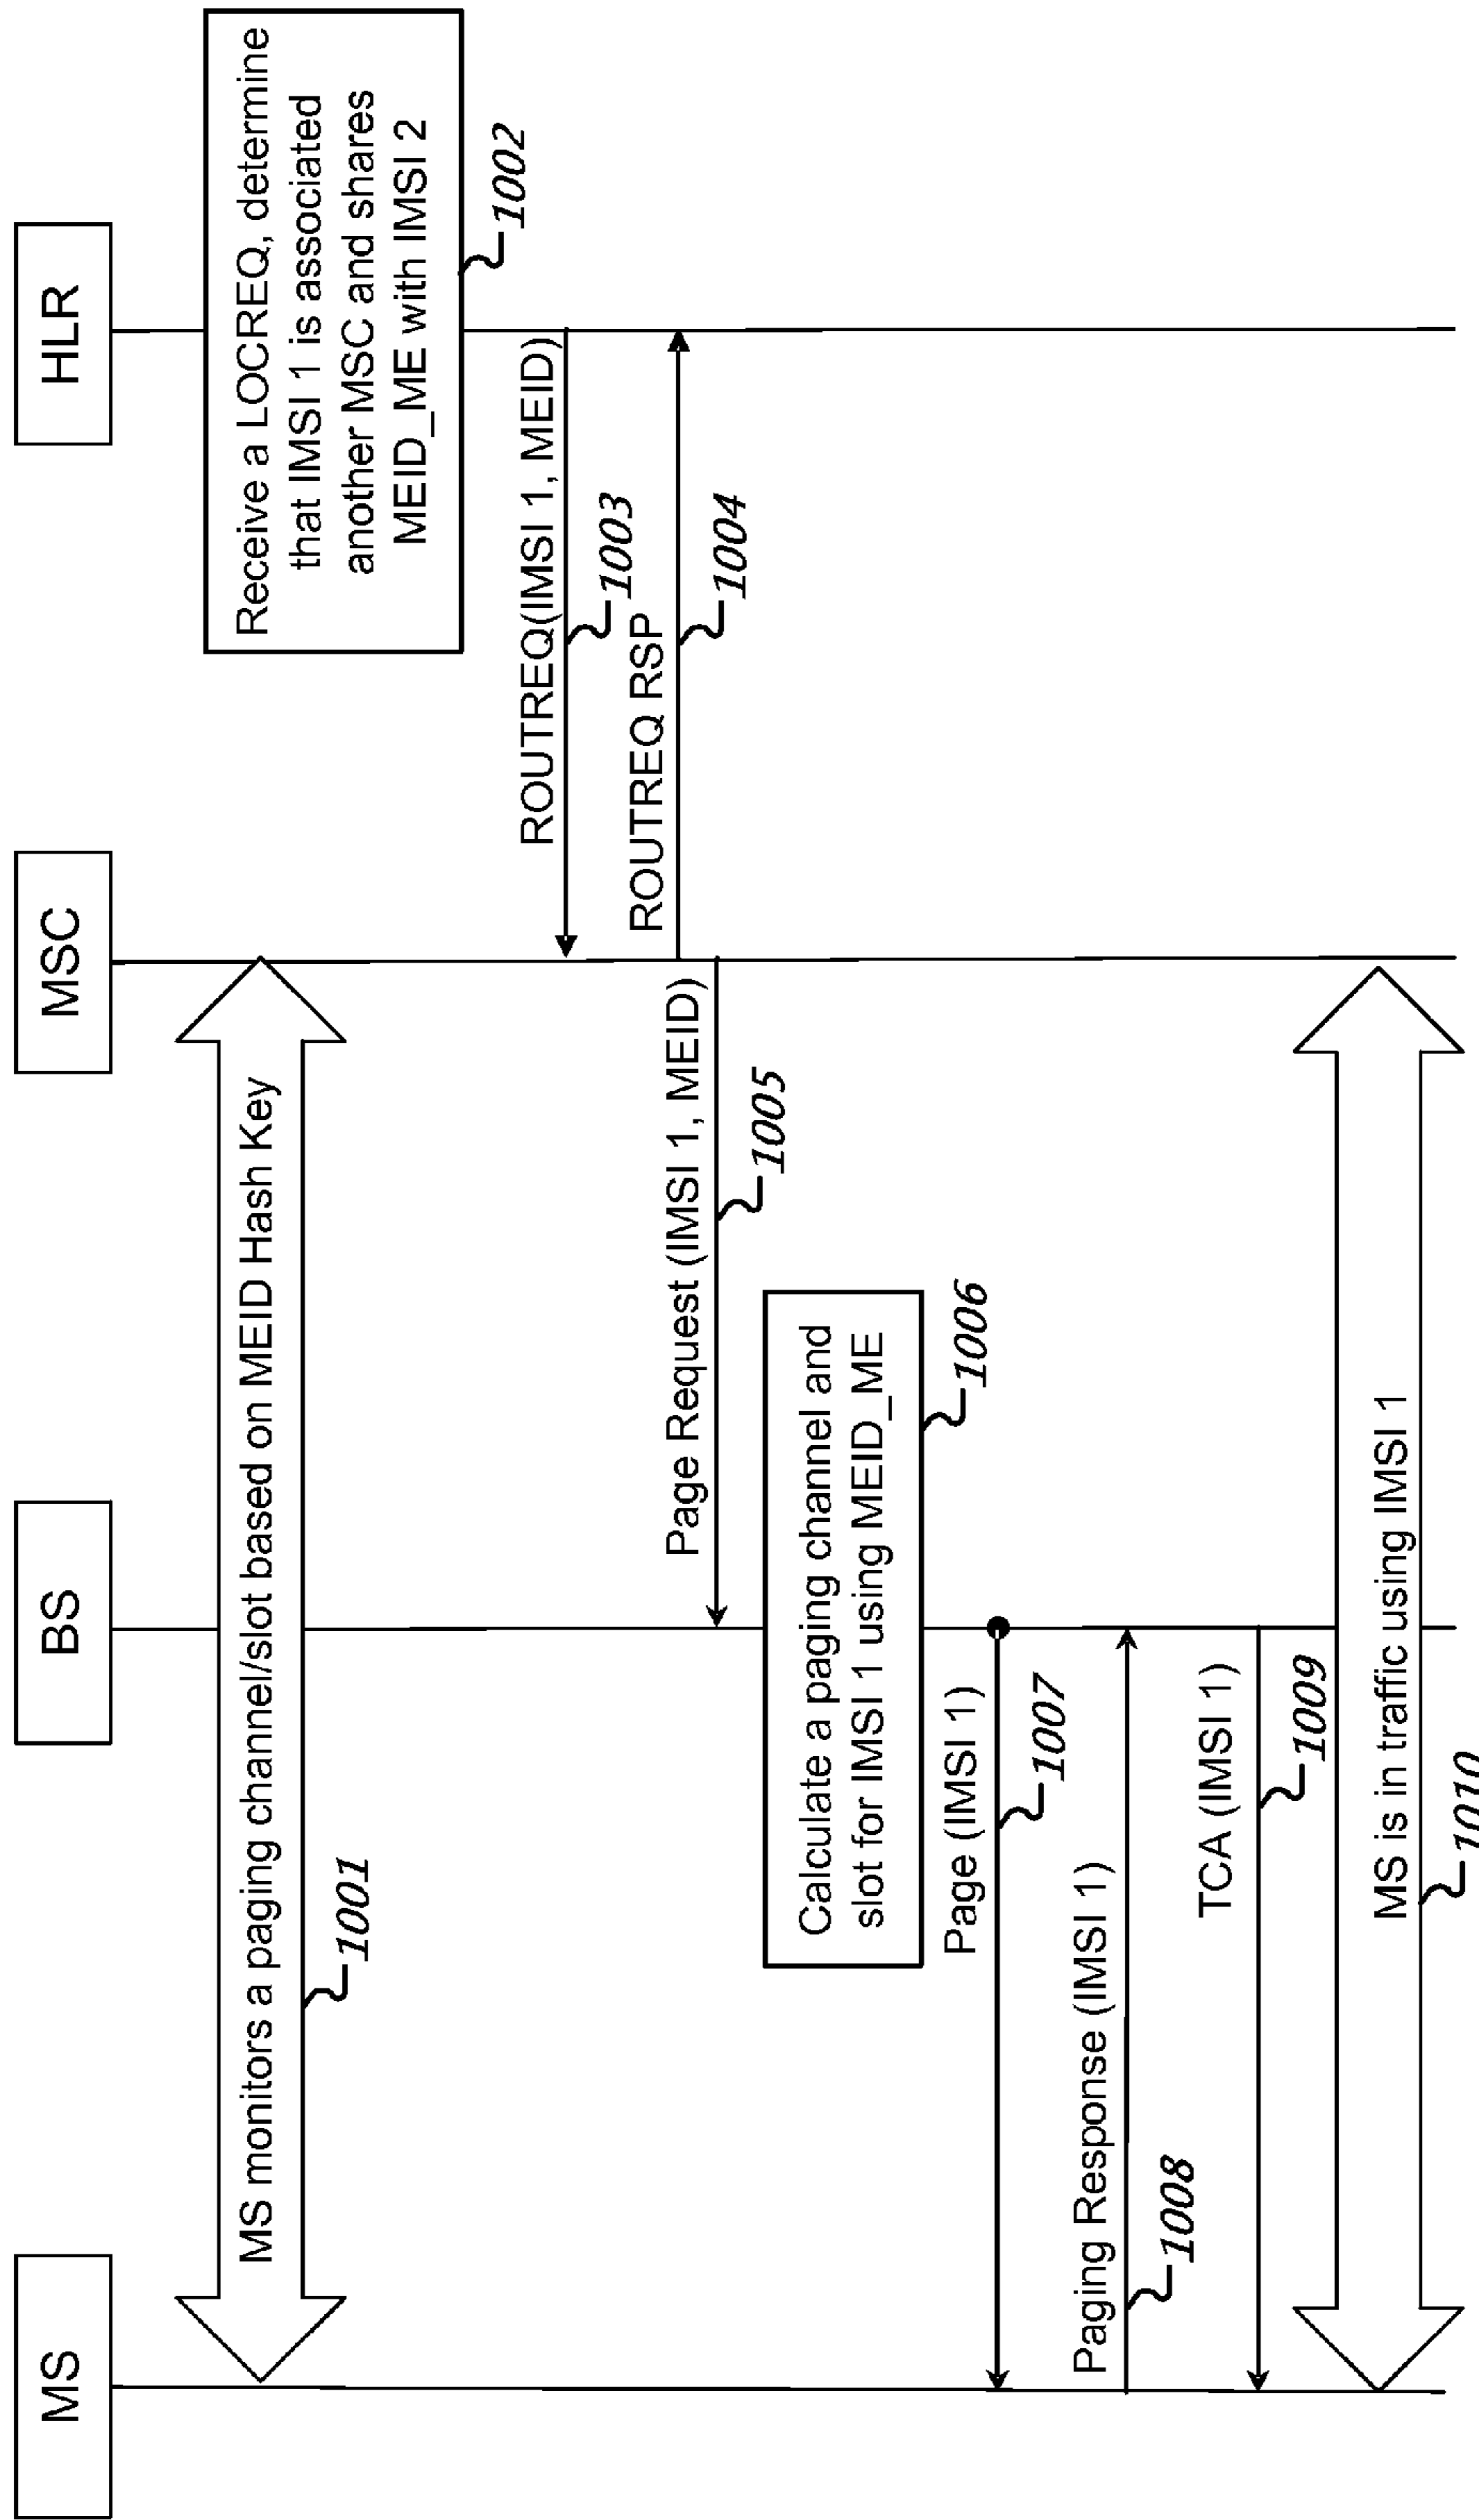 MS
BS
MSC
HLR
MS monitors a paging channel/slot based on MEID Hash Key
1001
Receive a LOCREQ, determine
that IMSI 1 is associated
another MSC and shares
MEID_ME with IMSI 2
1002
ROUTREQ(IMSI 1, MEID)
1003
ROUTREQ RSP
1004
Page Request (IMSI 1, MEID)
1005
Calculate a paging channel and
slot for IMSI 1 using MEID_ME
1006
Page (IMSI 1)
1007
Paging Response (IMSI 1)
1008
TCA (IMSI 1)
1009
MS is in traffic using IMSI 1
1010